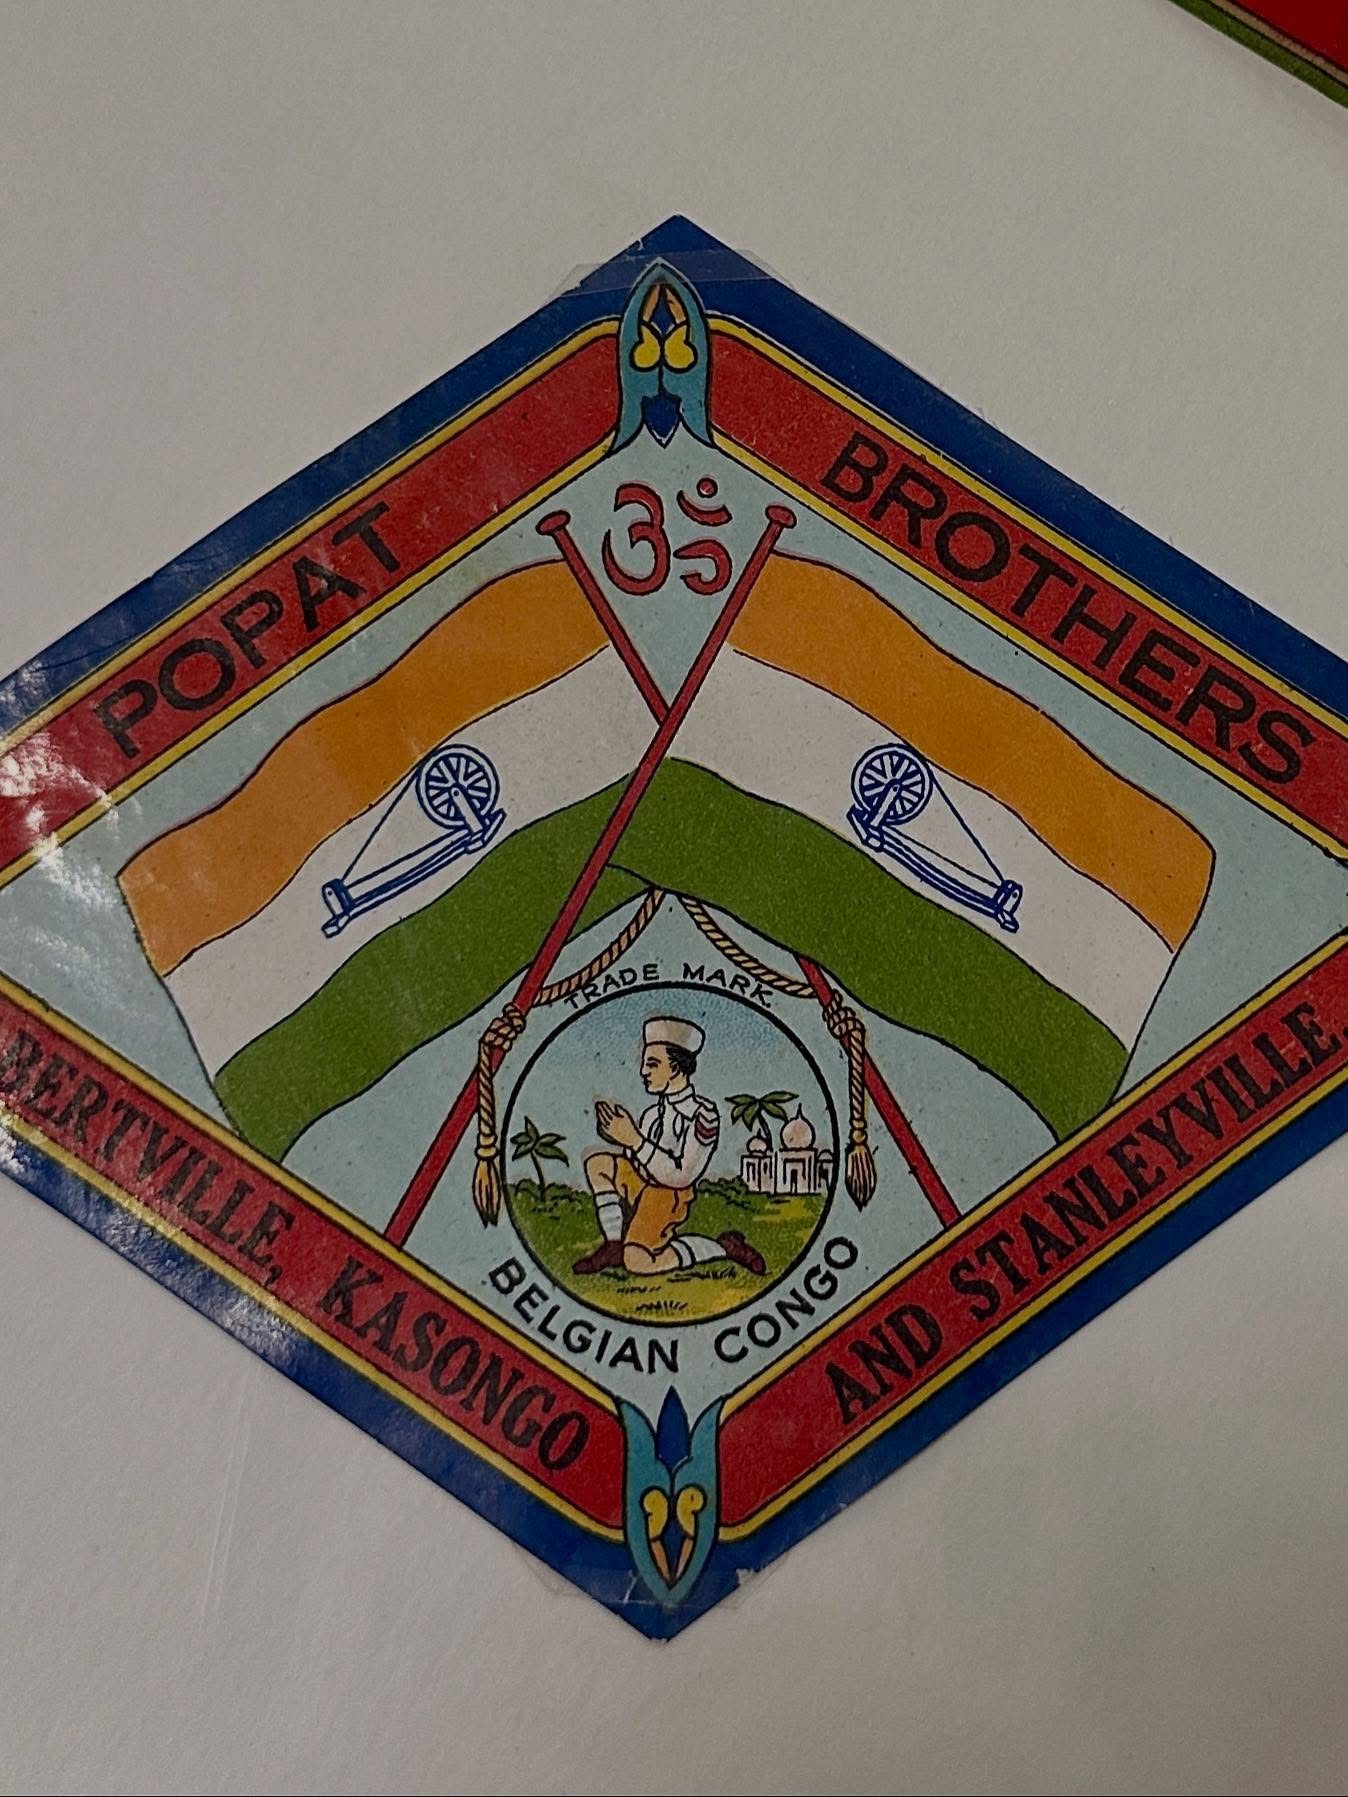 POPAT BROTHERS
ॐ
TRADE MARK.
BELGIAN CONGO
BERTVILLE, KASONGO
AND STANLEYVILLE.